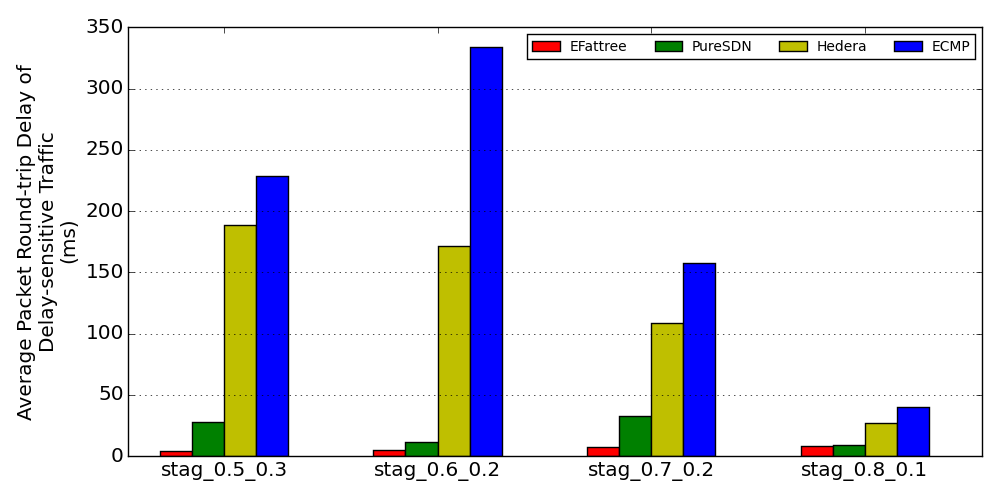 Average Packet Round-trip Delay of
Delay-sensitive Traffic
(ms)
350
300
250
200
150
100
50
0
EFattree PureSDN Hedera ECMP
stag_0.5_0.3 stag_0.6_0.2 stag_0.7_0.2 stag_0.8_0.1